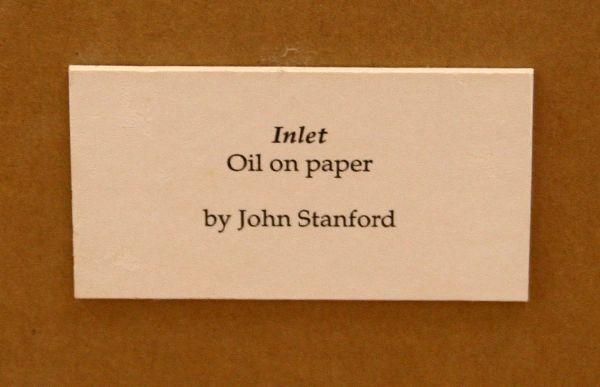 Inlet
Oil on paper
by John Stanford